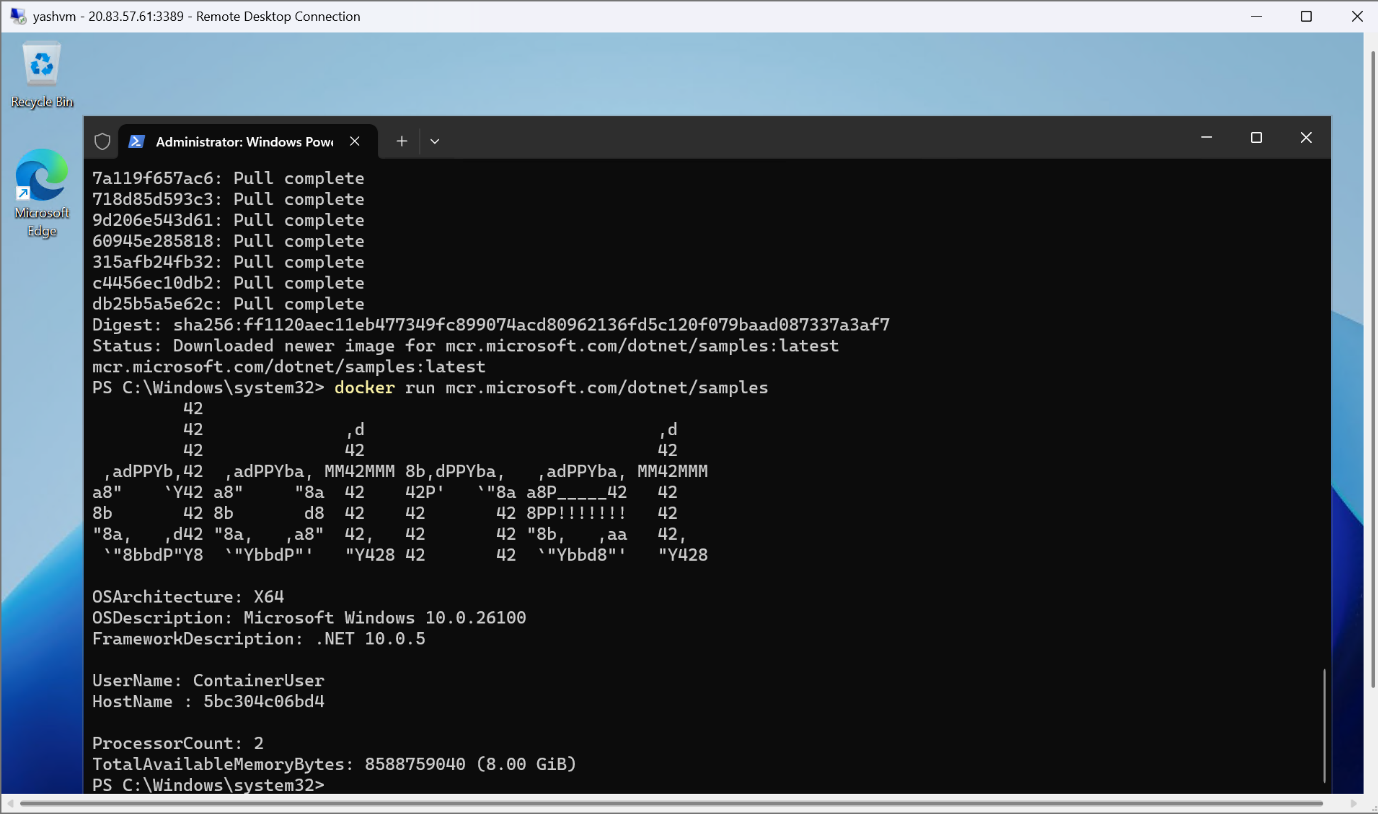 yashvm - 20.83.57.61:3389 - Remote Desktop Connection
Recycle Bin
Microsoft
Edge
Administrator: Windows Powe
7a119f657ac6: Pull complete
718d85d593c3: Pull complete
9d206e543d61: Pull complete
60945e285818: Pull complete
315afb24fb32: Pull complete
c4456ec10db2: Pull complete
db25b5a5e62c: Pull complete
Digest: sha256:ff1120aec11eb477349fc899074acd80962136fd5c120f079baad087337a3af7
Status: Downloaded newer image for mcr.microsoft.com/dotnet/samples:latest
mcr.microsoft.com/dotnet/samples:latest
PS C:\Windows\system32> docker run mcr.microsoft.com/dotnet/samples
         42
         42              ,d                             ,d
         42              42                             42
 ,adPPYb,42  ,adPPYba, MM42MMM 8b,dPPYba,   ,adPPYba, MM42MMM
a8"    `Y42 a8"     "8a  42    42P'   `"8a a8P_____42   42
8b       42 8b       d8  42    42       42 8PP!!!!!!!   42
"8a,   ,d42 "8a,   ,a8"  42,   42       42 "8b,   ,aa   42,
 `"8bbdP"Y8  `"YbbdP"'   "Y428 42       42  `"Ybbd8"'   "Y428
OSArchitecture: X64
OSDescription: Microsoft Windows 10.0.26100
FrameworkDescription: .NET 10.0.5
UserName: ContainerUser
HostName : 5bc304c06bd4
ProcessorCount: 2
TotalAvailableMemoryBytes: 8588759040 (8.00 GiB)
PS C:\Windows\system32>